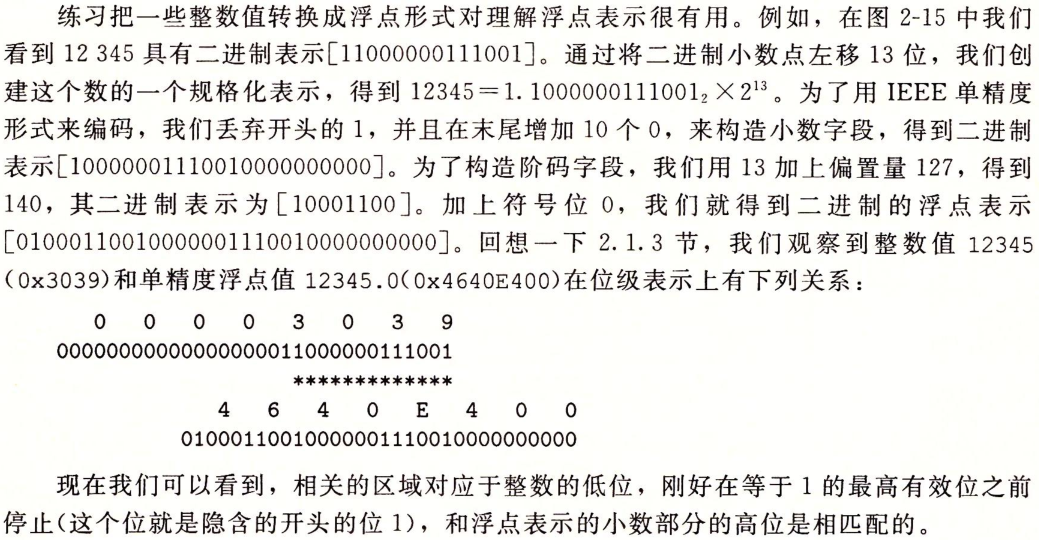 练习把一些整数值转换成浮点形式对理解浮点表示很有用。例如，在图 2-15 中我们
看到 12 345 具有二进制表示[11000000111001]。通过将二进制小数点左移 13 位，我们创
建这个数的一个规格化表示，得到 12345＝1.1000000111001₂×2¹³。为了用 IEEE 单精度
形式来编码，我们丢弃开头的 1，并且在末尾增加 10 个 0，来构造小数字段，得到二进制
表示[10000001110010000000000]。为了构造阶码字段，我们用 13 加上偏置量 127，得到
140，其二进制表示为[10001100]。加上符号位 0，我们就得到二进制的浮点表示
[01000110010000001110010000000000]。回想一下 2.1.3 节，我们观察到整数值 12345
(0x3039)和单精度浮点值 12345.0(0x4640E400)在位级表示上有下列关系：
0 0 0 0 3 0 3 9
00000000000000000011000000111001
*************
4 6 4 0 E 4 0 0
01000110010000001110010000000000
现在我们可以看到，相关的区域对应于整数的低位，刚好在等于 1 的最高有效位之前
停止(这个位就是隐含的开头的位 1)，和浮点表示的小数部分的高位是相匹配的。